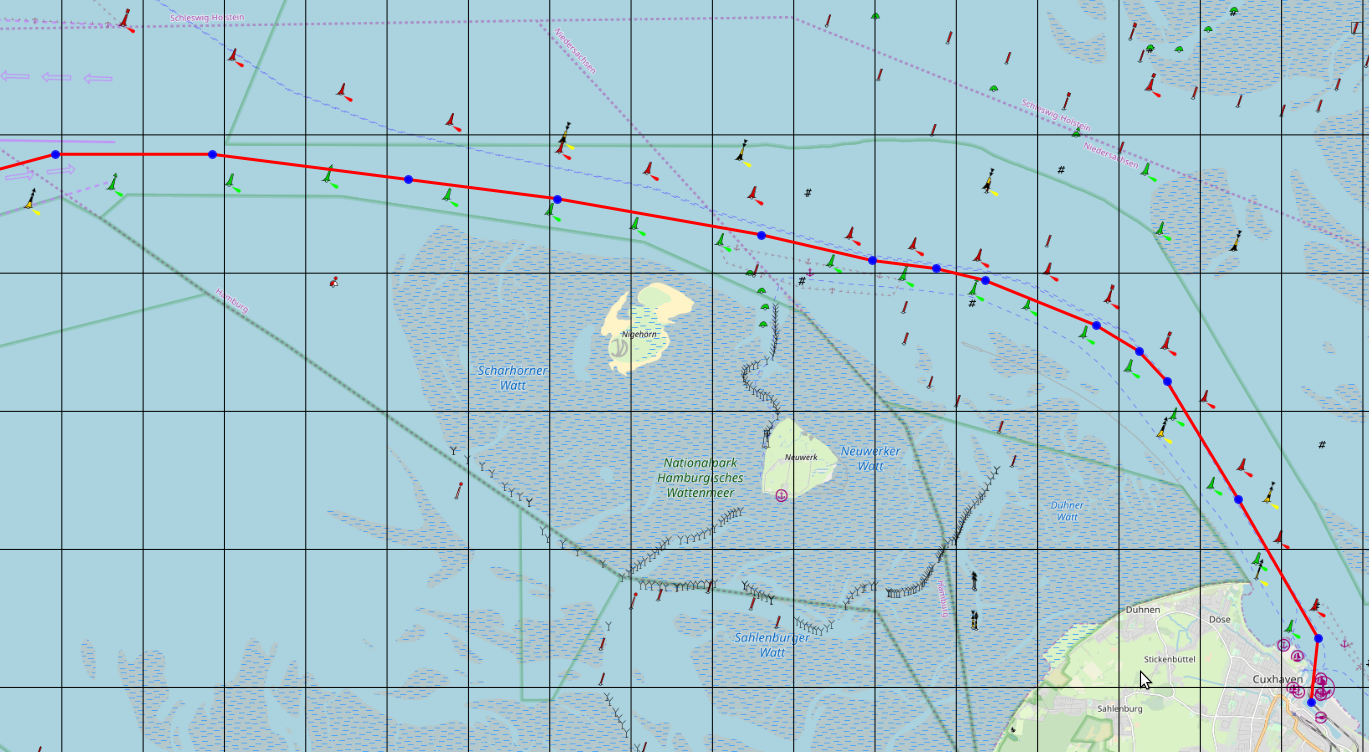 Schleswig-Holstein
Niedersachsen
Schleswig-Holstein
Niedersachsen
Hamburg
Nigehörn
Scharhörner
Watt
Neuwerk
Neuwerker
Watt
Nationalpark
Hamburgisches
Wattenmeer
Duhner
Watt
Hamburg
Sahlenburger
Watt
Duhnen
Döse
Stickenbüttel
Cuxhaven
Sahlenburg